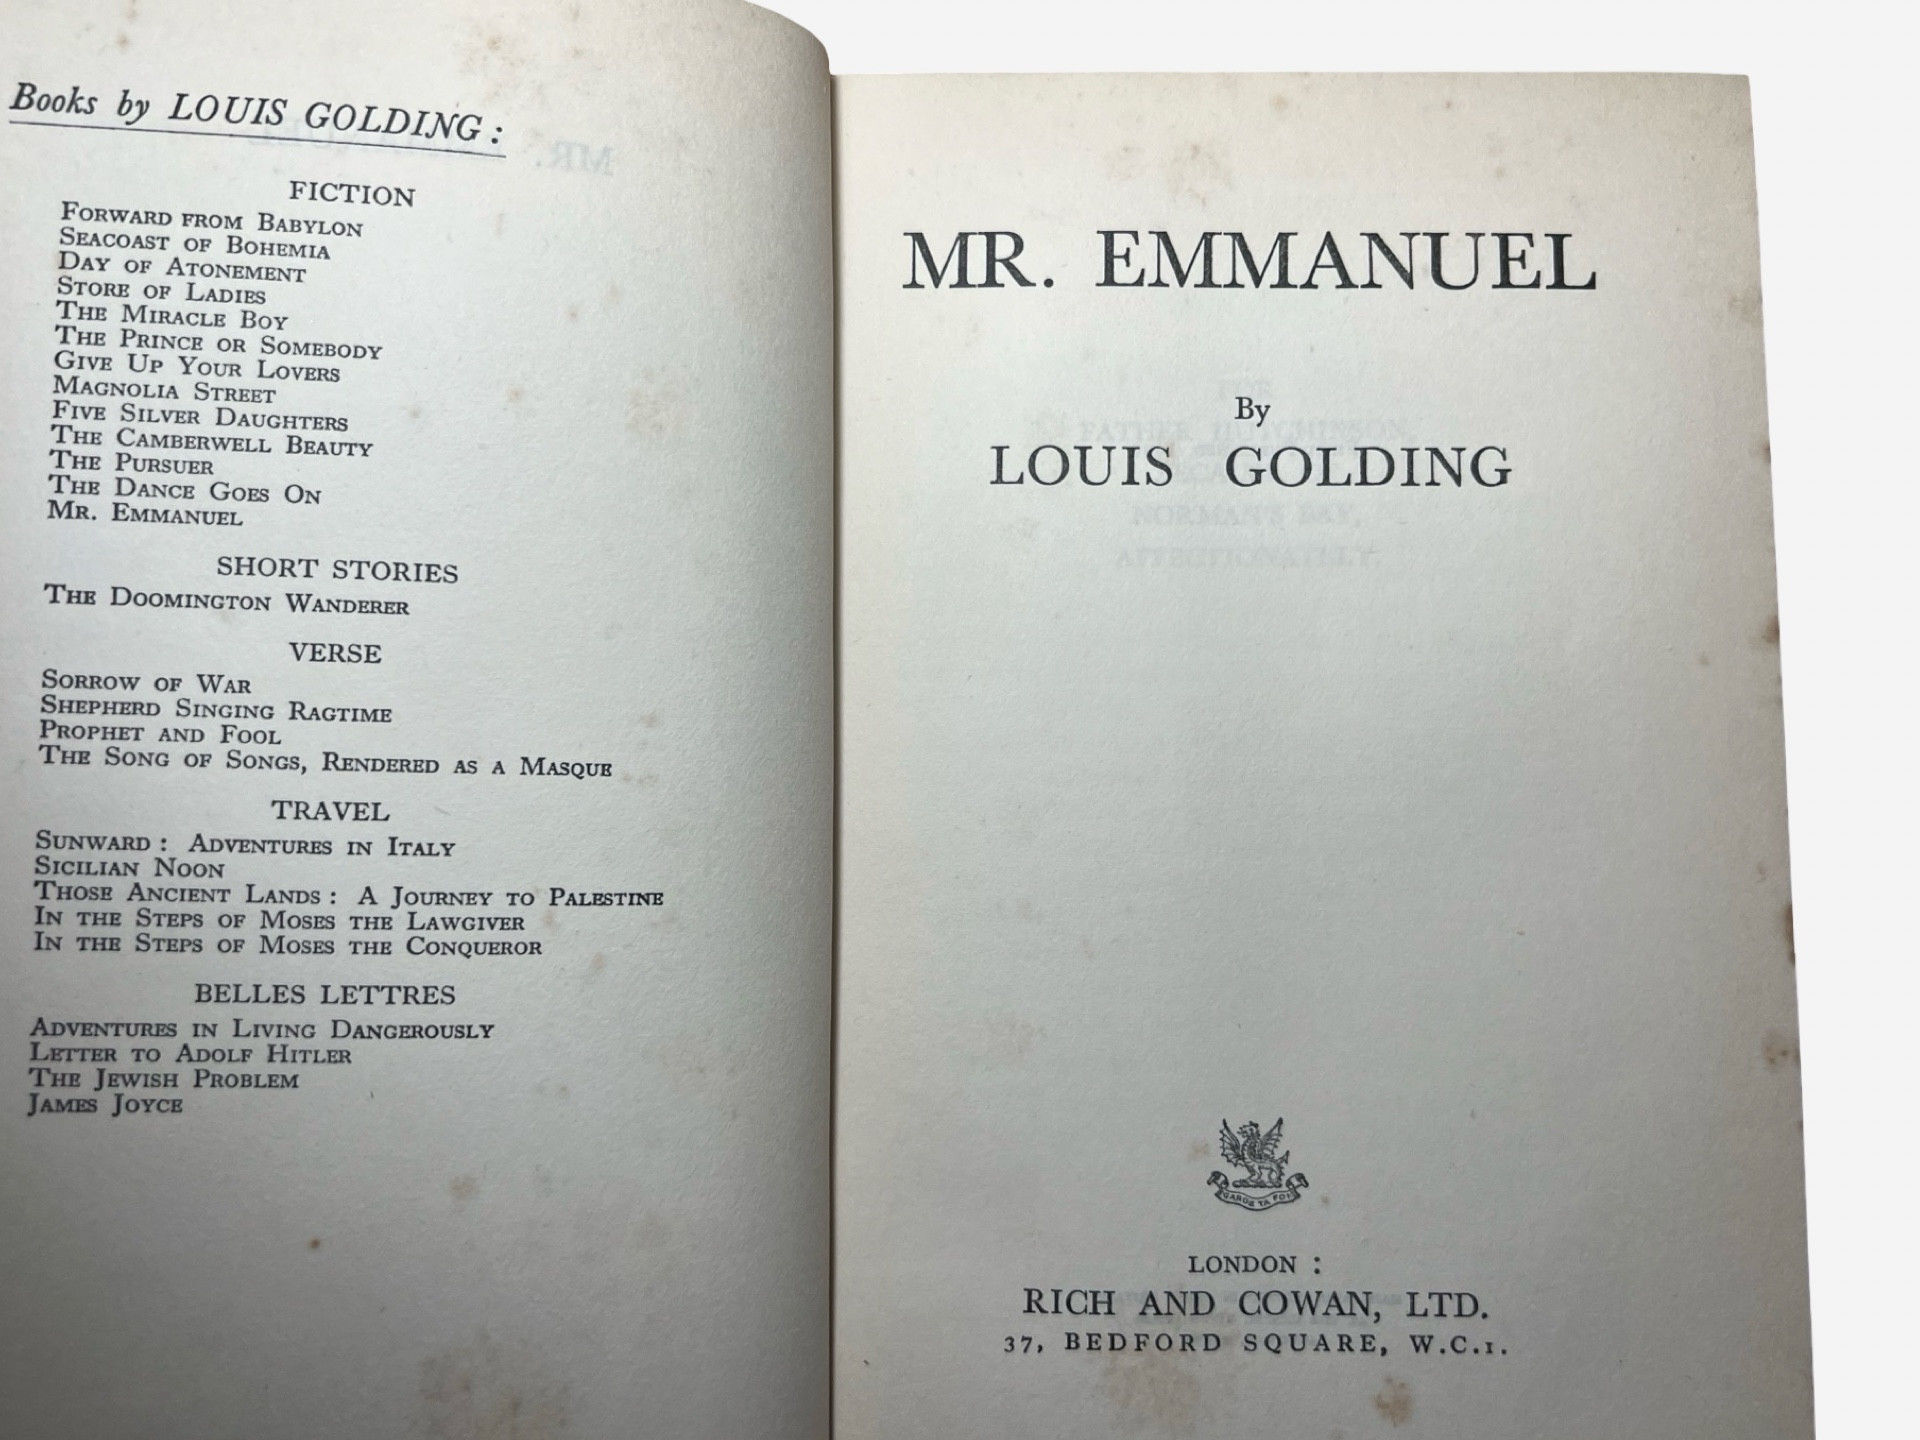 Books by LOUIS GOLDING :
FICTION
FORWARD FROM BABYLON
SEACOAST OF BOHEMIA
DAY OF ATONEMENT
STORE OF LADIES
THE MIRACLE BOY
THE PRINCE OR SOMEBODY
GIVE UP YOUR LOVERS
MAGNOLIA STREET
FIVE SILVER DAUGHTERS
THE CAMBERWELL BEAUTY
THE PURSUER
THE DANCE GOES ON
MR. EMMANUEL
SHORT STORIES
THE DOOMINGTON WANDERER
VERSE
SORROW OF WAR
SHEPHERD SINGING RAGTIME
PROPHET AND FOOL
THE SONG OF SONGS, RENDERED AS A MASQUE
TRAVEL
SUNWARD : ADVENTURES IN ITALY
SICILIAN NOON
THOSE ANCIENT LANDS : A JOURNEY TO PALESTINE
IN THE STEPS OF MOSES THE LAWGIVER
IN THE STEPS OF MOSES THE CONQUEROR
BELLES LETTRES
ADVENTURES IN LIVING DANGEROUSLY
LETTER TO ADOLF HITLER
THE JEWISH PROBLEM
JAMES JOYCE
MR. EMMANUEL
By
LOUIS GOLDING
GARDE TA FOY
LONDON :
RICH AND COWAN, LTD.
37, BEDFORD SQUARE, W.C.1.